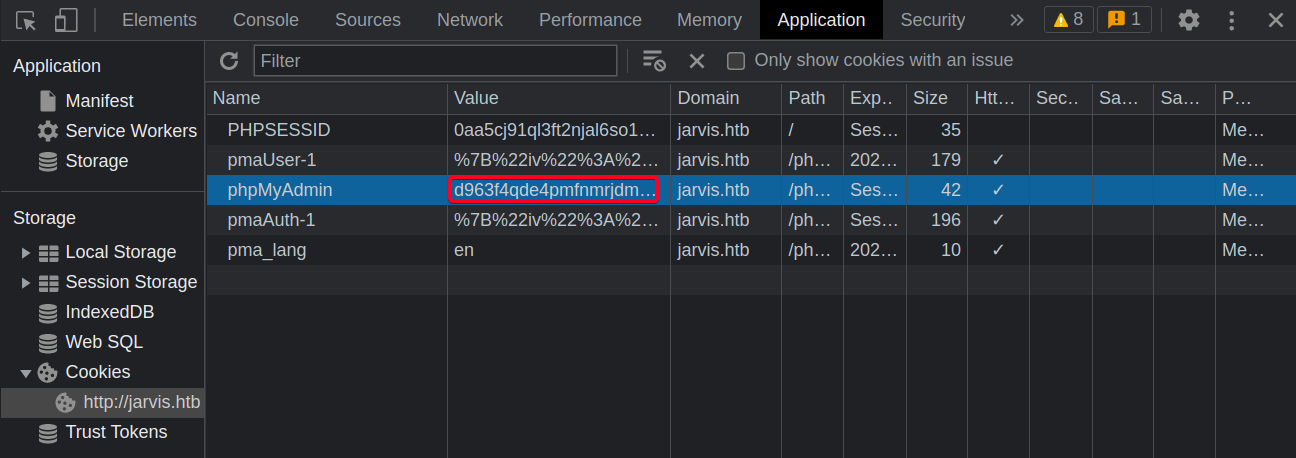 Elements Console Sources Network Performance Memory Application Security » 8 1
Application
Manifest
Service Workers
Storage
Storage
Local Storage
Session Storage
IndexedDB
Web SQL
Cookies
http://jarvis.htb
Trust Tokens
Filter Only show cookies with an issue
Name Value Domain Path Exp… Size Htt… Sec… Sa… Sa… P…
PHPSESSID 0aa5cj91ql3ft2njal6so1… jarvis.htb / Ses… 35 Me…
pmaUser-1 %7B%22iv%22%3A%2… jarvis.htb /ph… 202… 179 ✓ Me…
phpMyAdmin d963f4qde4pmfnmrjdm… jarvis.htb /ph… Ses… 42 ✓ Me…
pmaAuth-1 %7B%22iv%22%3A%2… jarvis.htb /ph… Ses… 196 ✓ Me…
pma_lang en jarvis.htb /ph… 202… 10 ✓ Me…